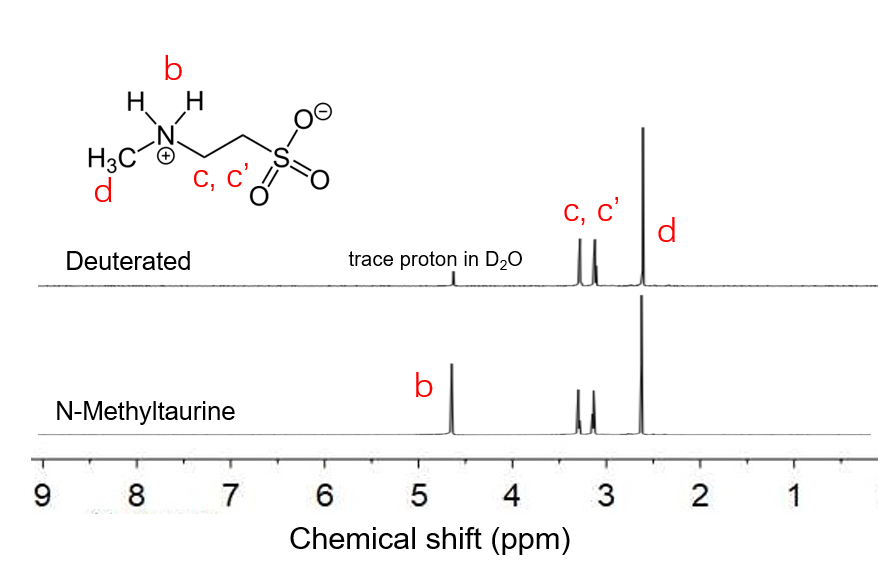 b
H H
N
⊕
H₃C
d
c, c’
O⊖
S
O
O
c, c’
d
Deuterated
trace proton in D₂O
b
N-Methyltaurine
9 8 7 6 5 4 3 2 1
Chemical shift (ppm)